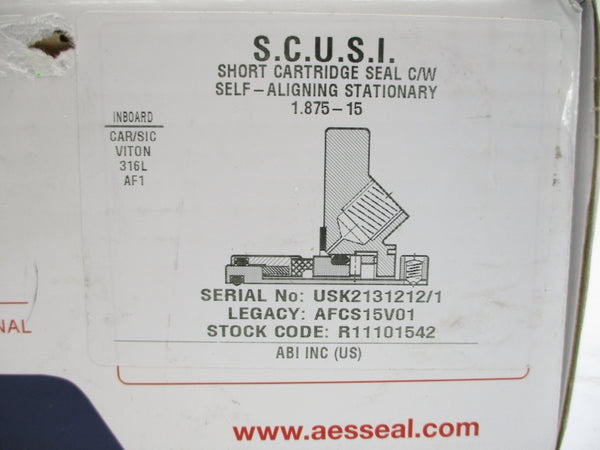 S.C.U.S.I.
SHORT CARTRIDGE SEAL C/W
SELF-ALIGNING STATIONARY
1.875-15
INBOARD
CAR/SIC
VITON
316L
AF1
SERIAL No: USK2131212/1
LEGACY: AFCS15V01
STOCK CODE: R11101542
ABI INC (US)
NAL
www.aesseal.com